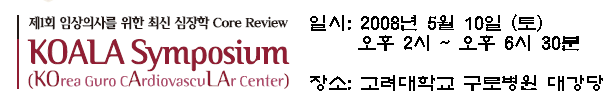 제1회 임상의사를 위한 최신 심장학 Core Review
KOALA Symposium
(KOrea Guro CArdiovascuLAr Center)
일시: 2008년 5월 10일 (토)
오후 2시 ~ 오후 6시 30분
장소: 고려대학교 구로병원 대강당